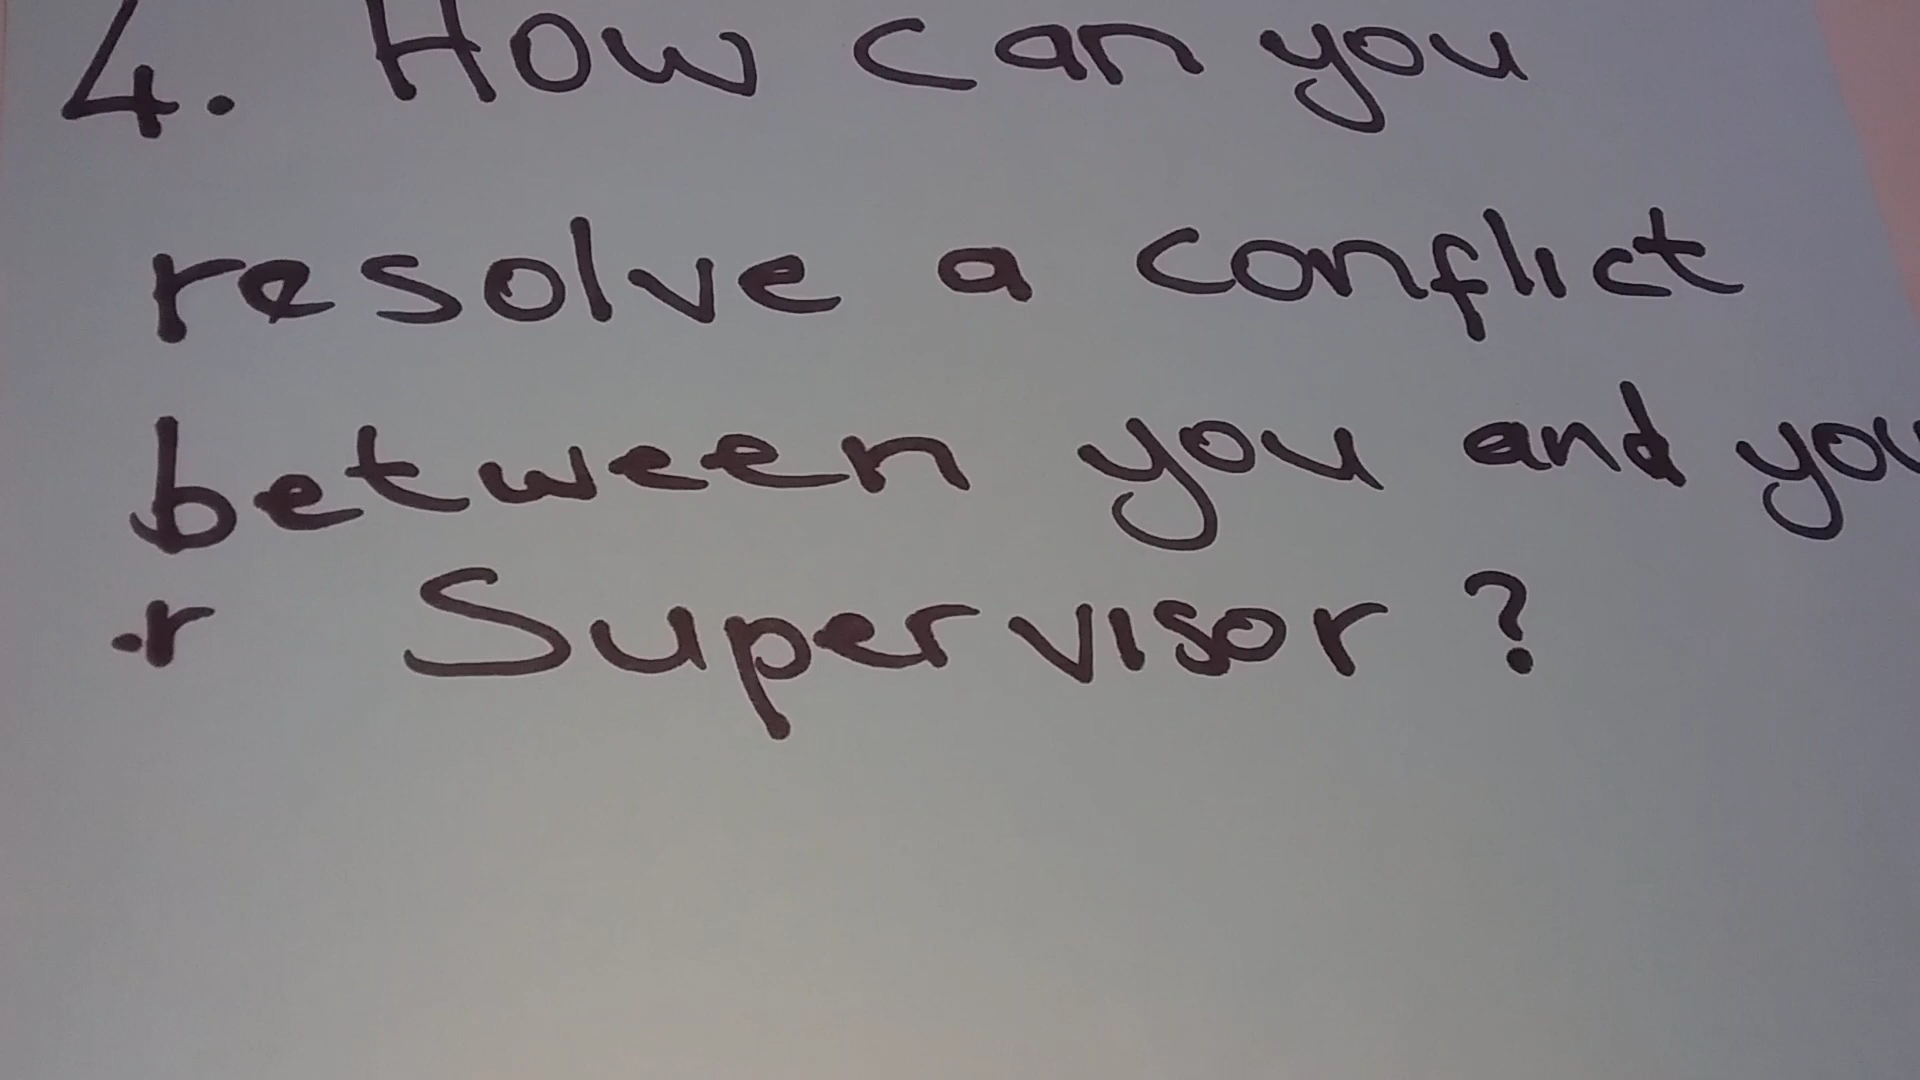 4. How can you
resolve a conflict
between you and you
r Supervisor?